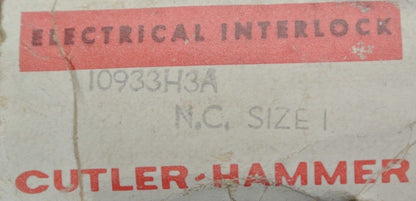 ELECTRICAL INTERLOCK
10933H3A
N.C. SIZE 1
CUTLER-HAMMER